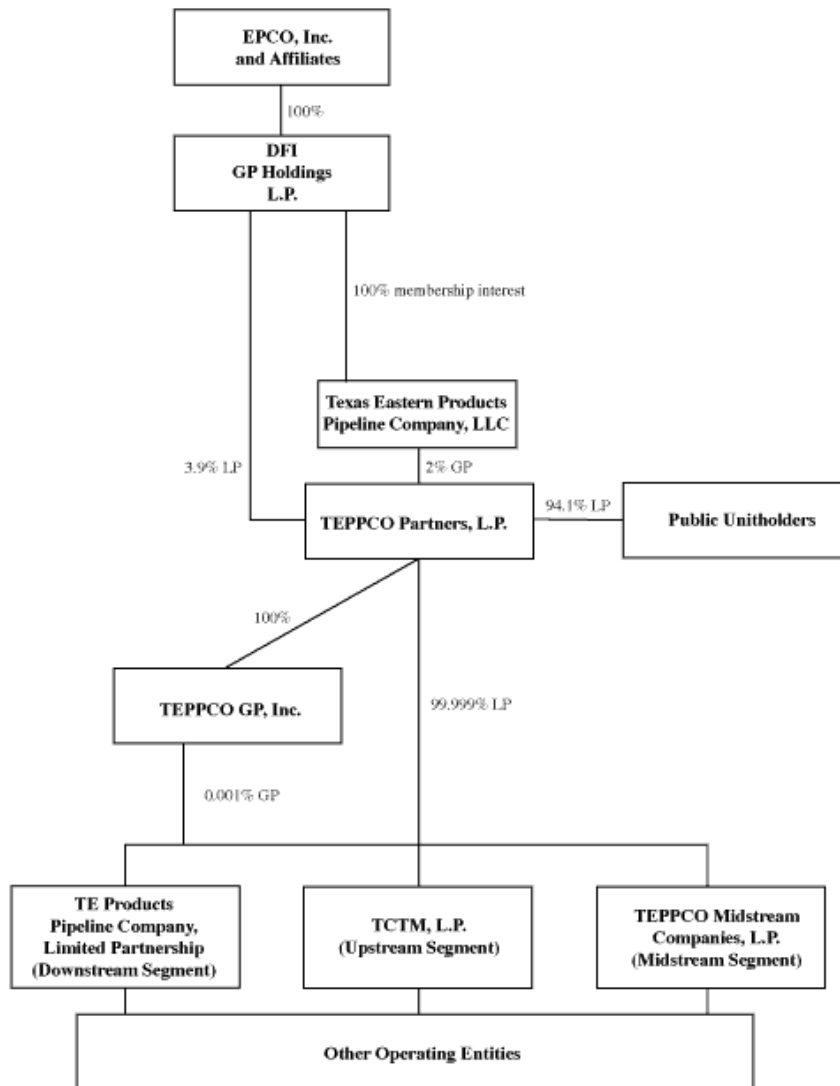 EPCO, Inc.
and Affiliates
100%
DFI
GP Holdings
L.P.
100% membership interest
Texas Eastern Products
Pipeline Company, LLC
3.9% LP
2% GP
TEPPCO Partners, L.P.
94.1% LP
Public Unitholders
100%
TEPPCO GP, Inc.
99.999% LP
0.001% GP
TE Products
Pipeline Company,
Limited Partnership
(Downstream Segment)
TCTM, L.P.
(Upstream Segment)
TEPPCO Midstream
Companies, L.P.
(Midstream Segment)
Other Operating Entities